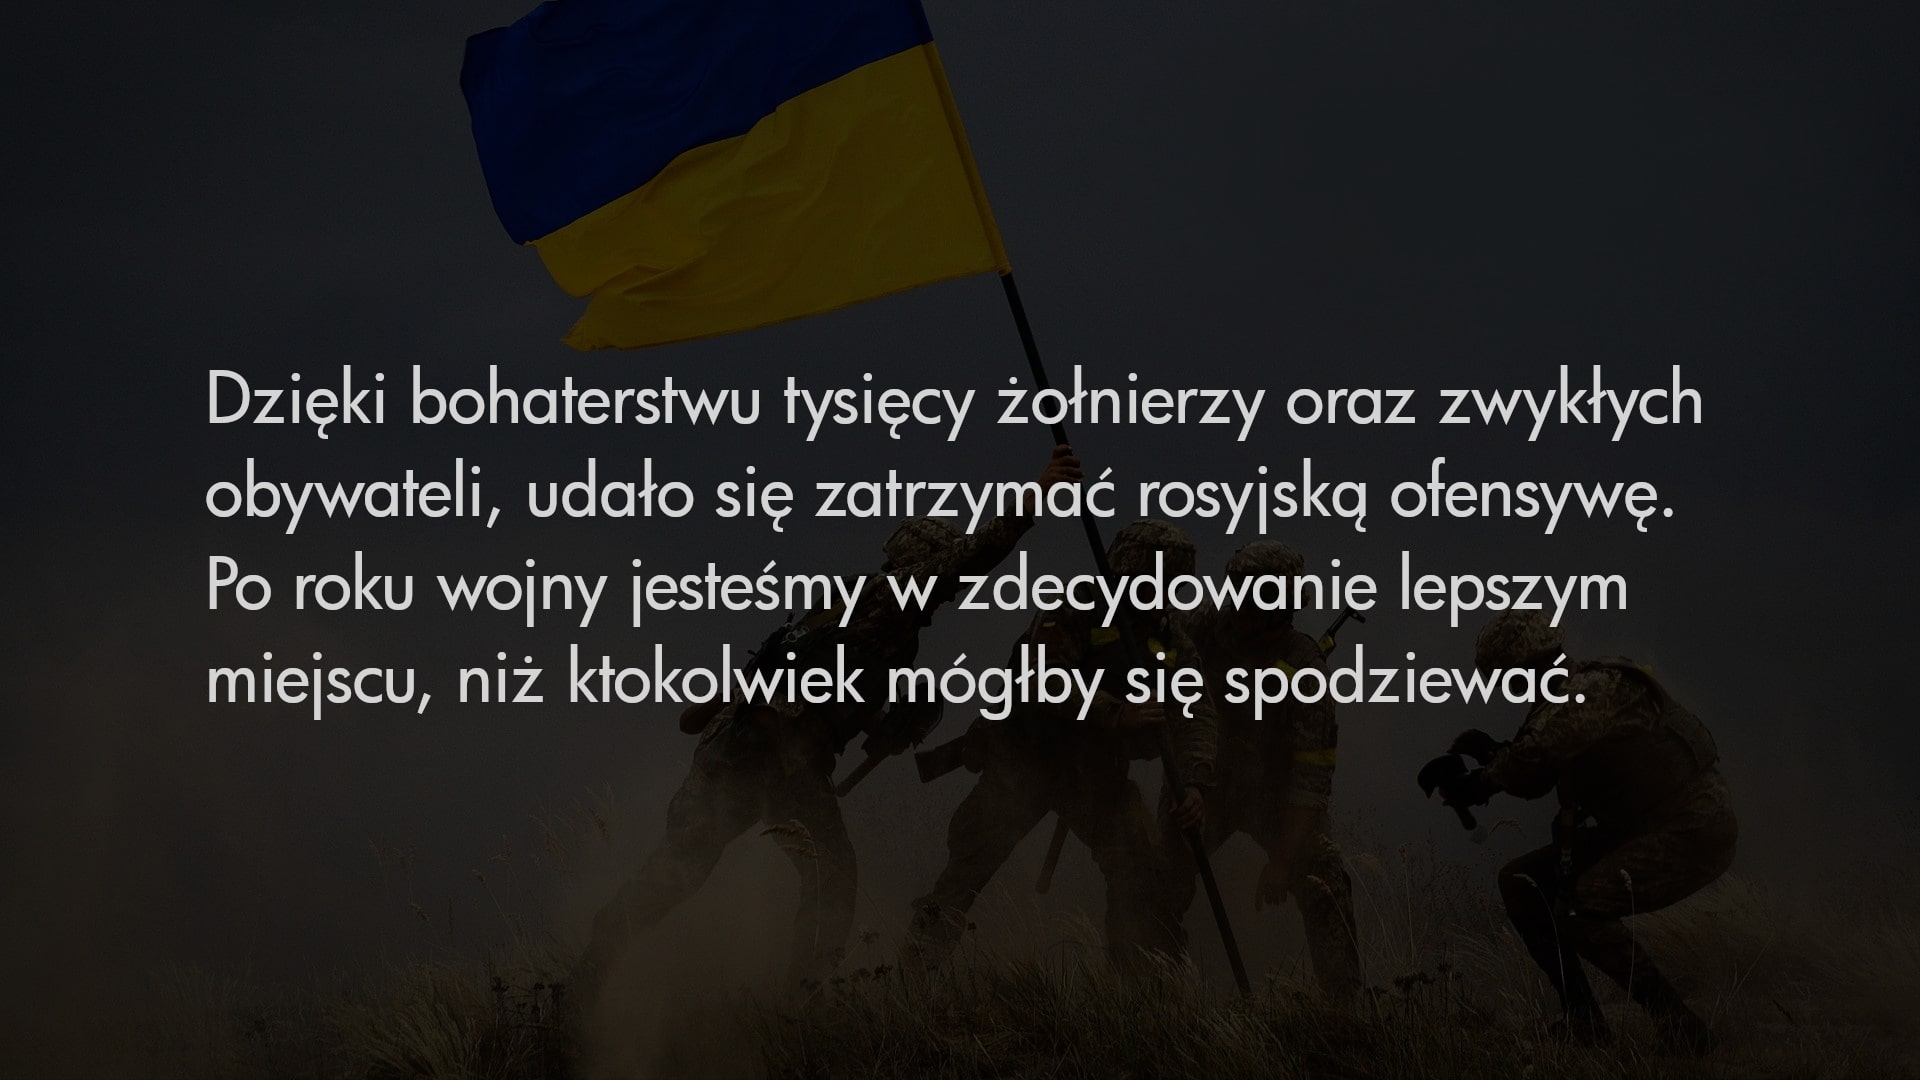 Dzięki bohaterstwu tysięcy żołnierzy oraz zwykłych
obywateli, udało się zatrzymać rosyjską ofensywę.
Po roku wojny jesteśmy w zdecydowanie lepszym
miejscu, niż ktokolwiek mógłby się spodziewać.